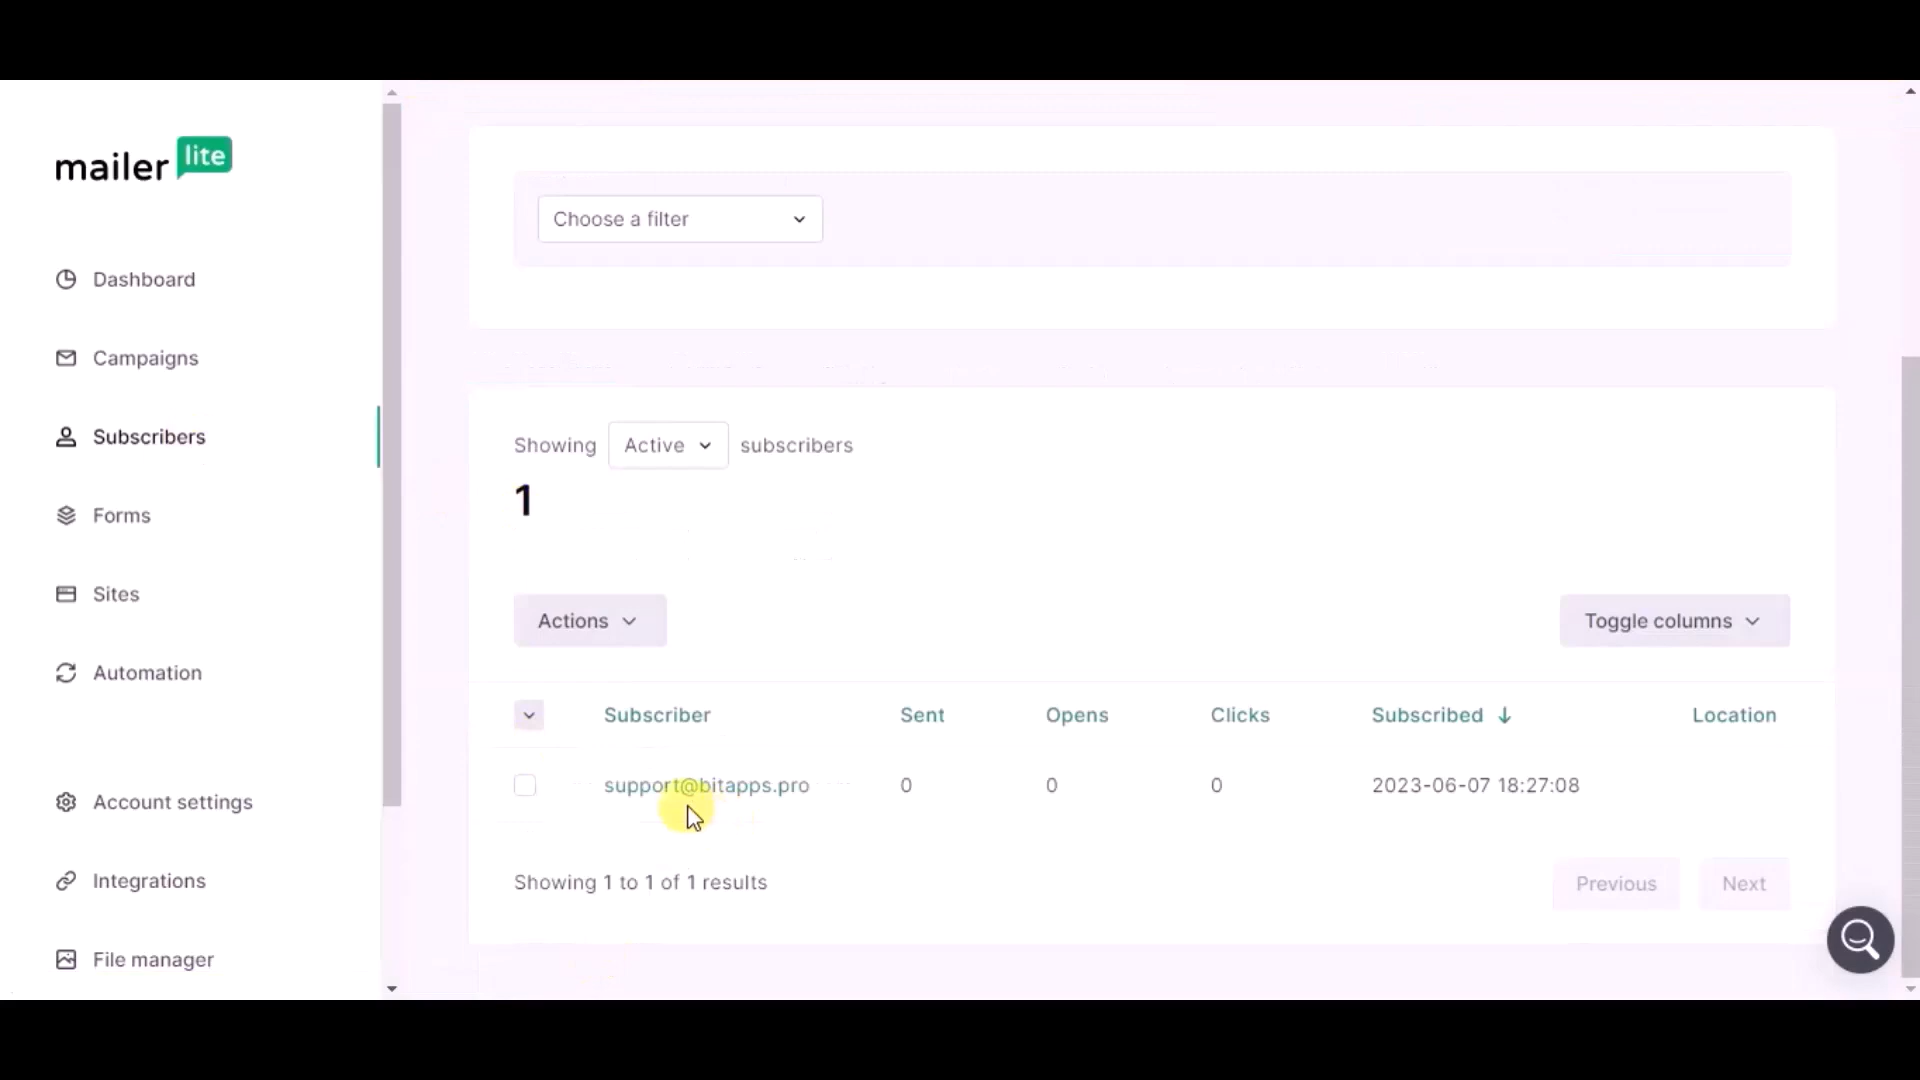 mailer lite
Dashboard
Campaigns
Subscribers
Forms
Sites
Automation
Account settings
Integrations
File manager
Choose a filter
Showing Active subscribers
1
Actions
Toggle columns
Subscriber Sent Opens Clicks Subscribed ↓ Location
support@bitapps.pro 0 0 0 2023-06-07 18:27:08
Showing 1 to 1 of 1 results
Previous Next